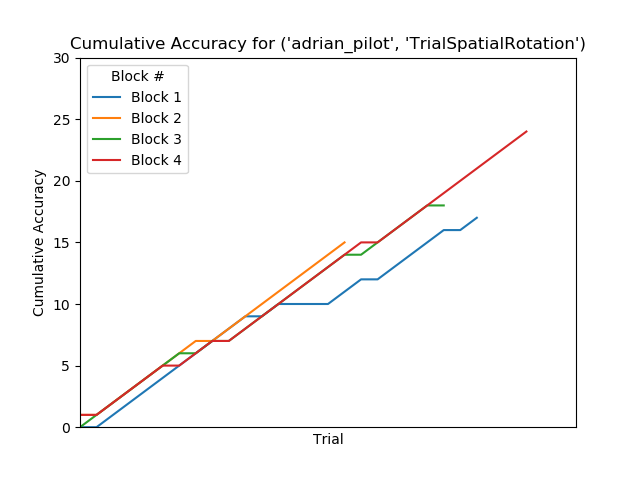 Cumulative Accuracy for ('adrian_pilot', 'TrialSpatialRotation')
30
25
20
15
10
5
0
Cumulative Accuracy
Block #
Block 1
Block 2
Block 3
Block 4
Trial